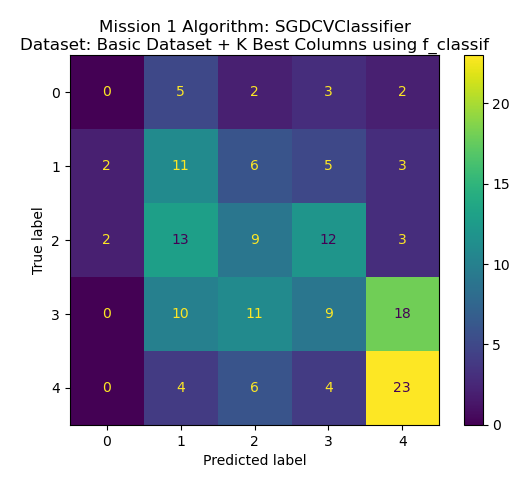 Mission 1 Algorithm: SGDCVClassifier
Dataset: Basic Dataset + K Best Columns using f_classif
0 0 5 2 3 2
1 2 11 6 5 3
2 2 13 9 12 3
3 0 10 11 9 18
4 0 4 6 4 23
0 1 2 3 4
True label
Predicted label
20
15
10
5
0